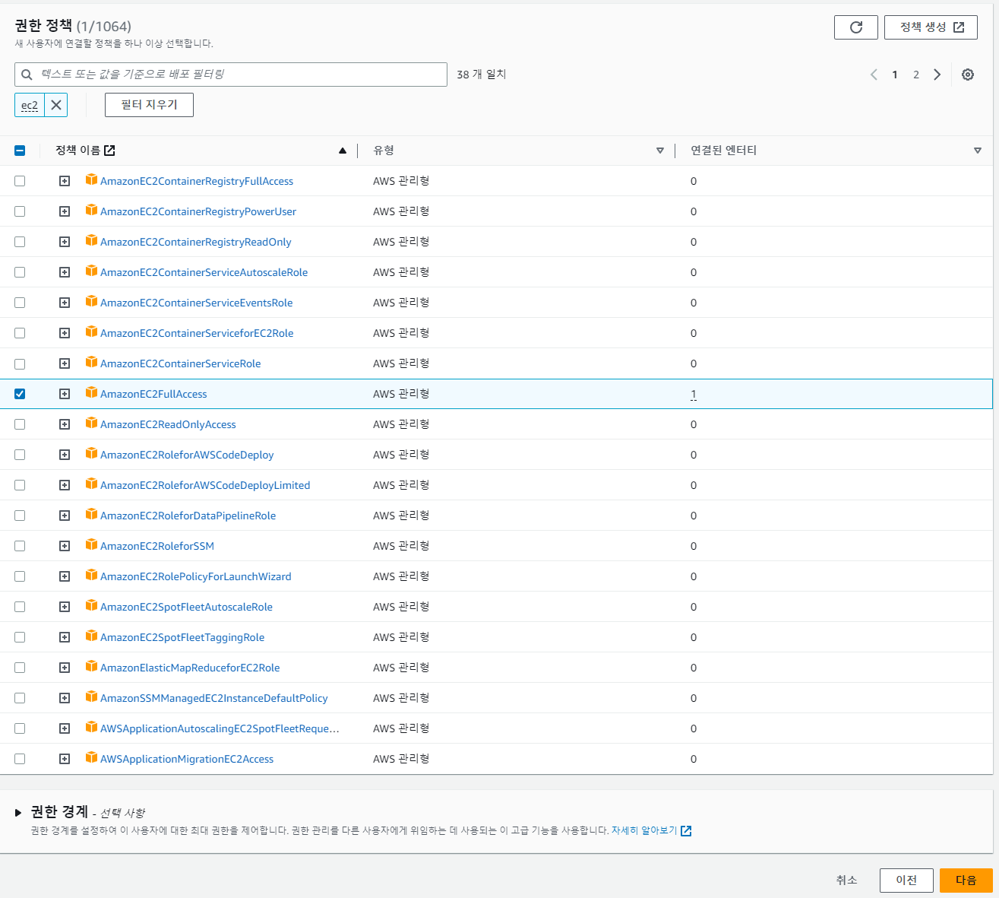 권한 정책 (1/1064)
정책 생성
새 사용자에 연결할 정책을 하나 이상 선택합니다.
텍스트 또는 값을 기준으로 배포 필터링
38 개 일치
1 2
ec2
필터 지우기
정책 이름 유형 연결된 엔터티
AmazonEC2ContainerRegistryFullAccess AWS 관리형 0
AmazonEC2ContainerRegistryPowerUser AWS 관리형 0
AmazonEC2ContainerRegistryReadOnly AWS 관리형 0
AmazonEC2ContainerServiceAutoscaleRole AWS 관리형 0
AmazonEC2ContainerServiceEventsRole AWS 관리형 0
AmazonEC2ContainerServiceforEC2Role AWS 관리형 0
AmazonEC2ContainerServiceRole AWS 관리형 0
AmazonEC2FullAccess AWS 관리형 1
AmazonEC2ReadOnlyAccess AWS 관리형 0
AmazonEC2RoleforAWSCodeDeploy AWS 관리형 0
AmazonEC2RoleforAWSCodeDeployLimited AWS 관리형 0
AmazonEC2RoleforDataPipelineRole AWS 관리형 0
AmazonEC2RoleforSSM AWS 관리형 0
AmazonEC2RolePolicyForLaunchWizard AWS 관리형 0
AmazonEC2SpotFleetAutoscaleRole AWS 관리형 0
AmazonEC2SpotFleetTaggingRole AWS 관리형 0
AmazonElasticMapReduceforEC2Role AWS 관리형 0
AmazonSSMManagedEC2InstanceDefaultPolicy AWS 관리형 0
AWSApplicationAutoscalingEC2SpotFleetReque... AWS 관리형 0
AWSApplicationMigrationEC2Access AWS 관리형 0
권한 경계 - 선택 사항
권한 경계를 설정하여 이 사용자에 대한 최대 권한을 제어합니다. 권한 관리를 다른 사용자에게 위임하는 데 사용되는 이 고급 기능을 사용합니다. 자세히 알아보기
취소 이전 다음